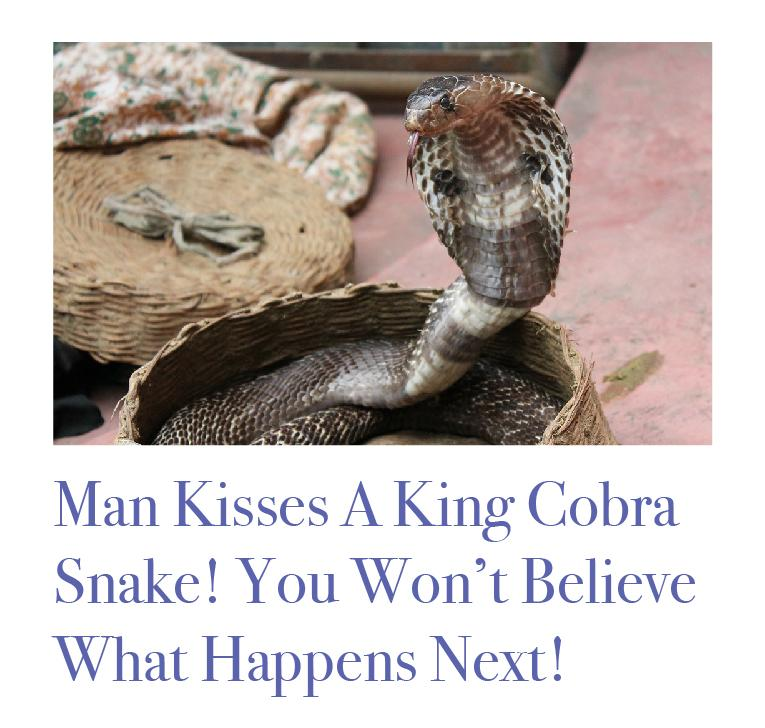 Man Kisses A King Cobra
Snake! You Won’t Believe
What Happens Next!